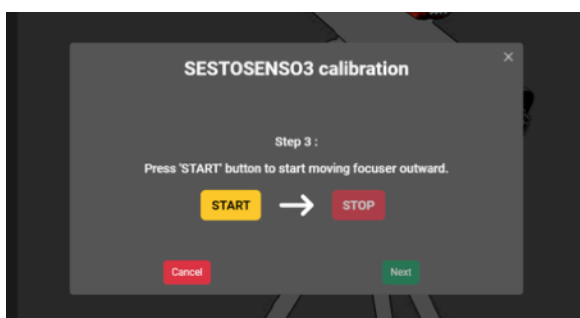 SESTOSENSO3 calibration
×
Step 3 :
Press 'START' button to start moving focuser outward.
START → STOP
Cancel Next